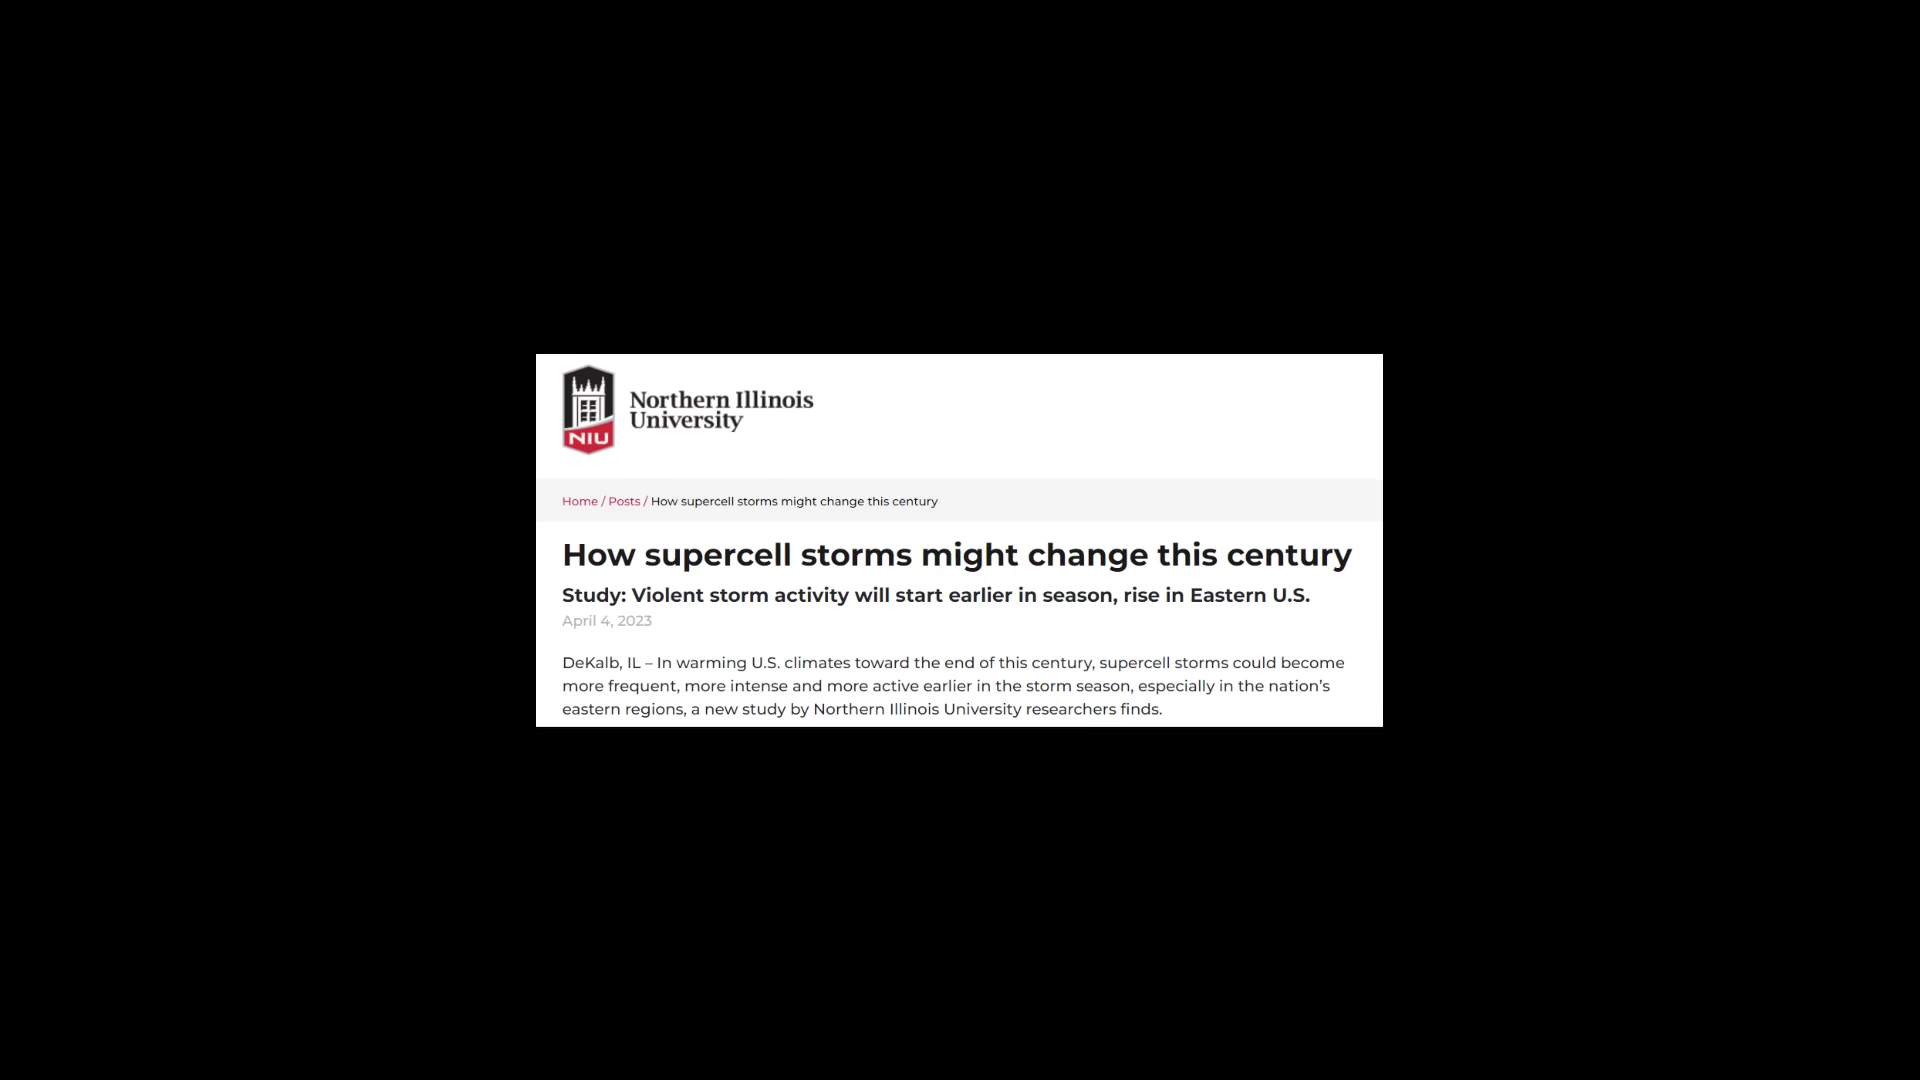 Northern Illinois
University
NIU
Home / Posts / How supercell storms might change this century
How supercell storms might change this century
Study: Violent storm activity will start earlier in season, rise in Eastern U.S.
April 4, 2023
DeKalb, IL – In warming U.S. climates toward the end of this century, supercell storms could become
more frequent, more intense and more active earlier in the storm season, especially in the nation’s
eastern regions, a new study by Northern Illinois University researchers finds.